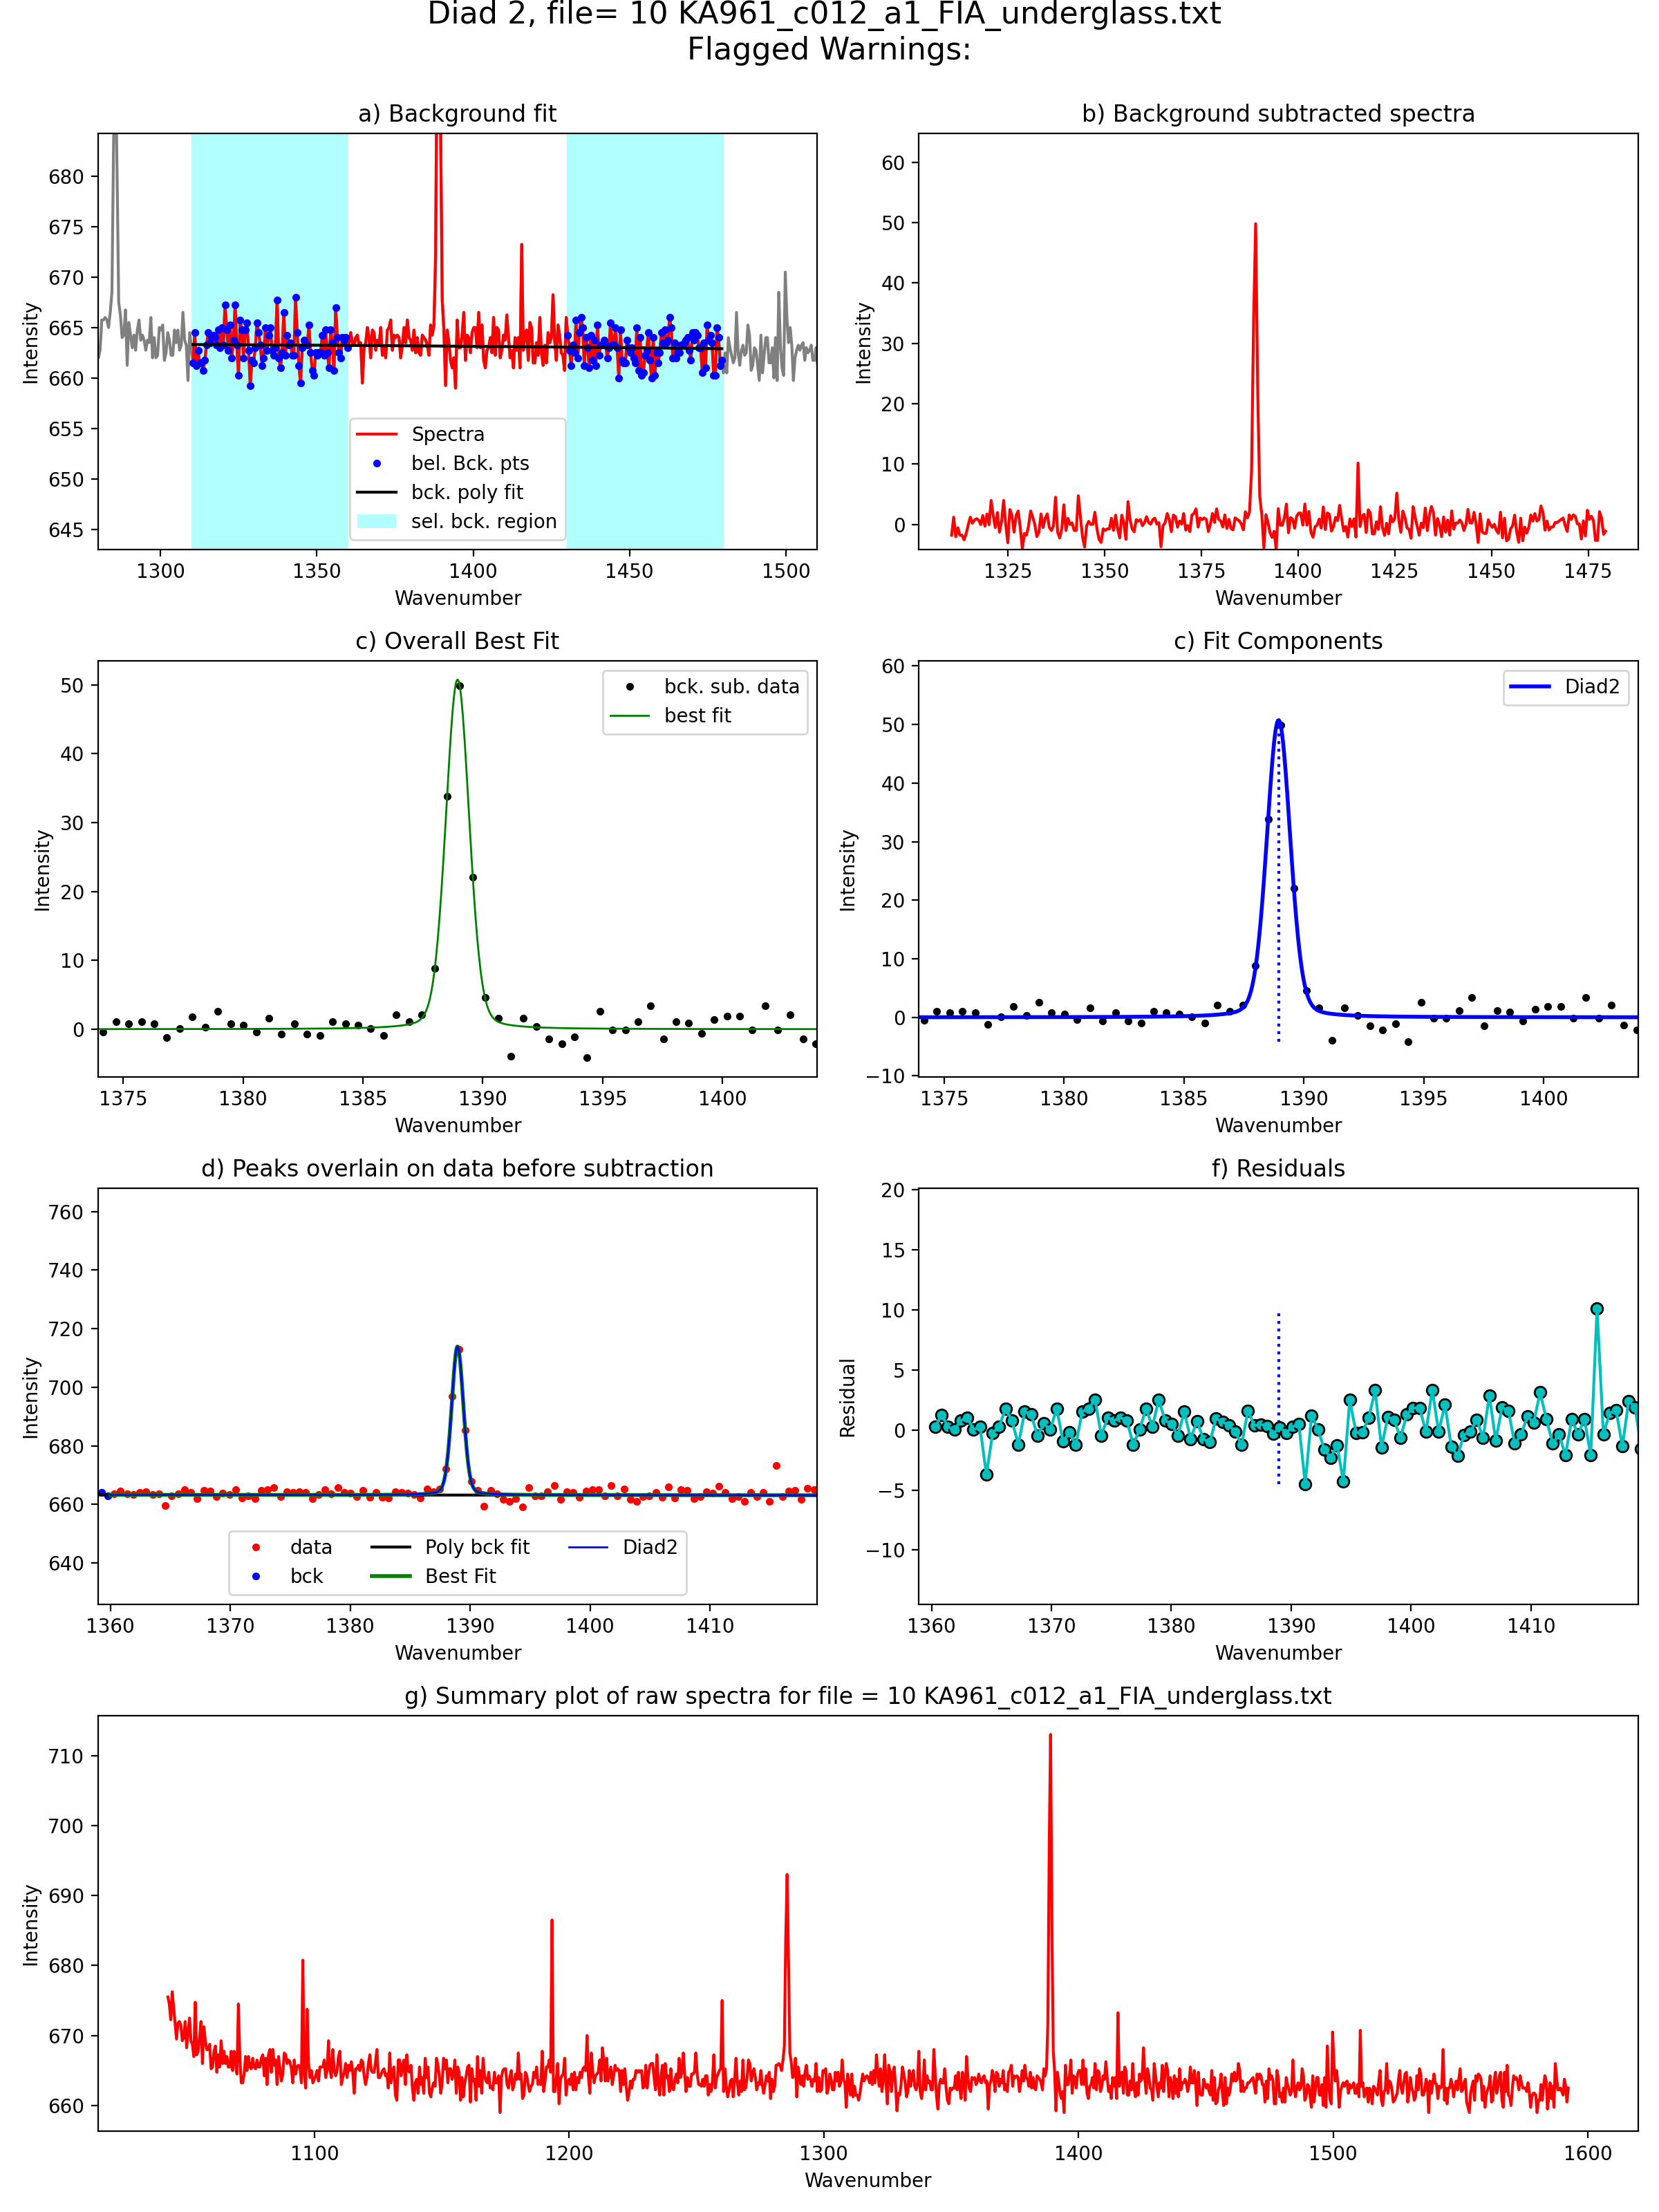 Diad 2, file= 10 KA961_c012_a1_FIA_underglass.txt
Flagged Warnings:
a) Background fit
680
675
670
665
660
655
650
645
Intensity
Spectra
bel. Bck. pts
bck. poly fit
sel. bck. region
1300 1350 1400 1450 1500
Wavenumber
b) Background subtracted spectra
60
50
40
30
20
10
0
Intensity
1325 1350 1375 1400 1425 1450 1475
Wavenumber
c) Overall Best Fit
50
40
30
20
10
0
Intensity
bck. sub. data
best fit
1375 1380 1385 1390 1395 1400
Wavenumber
c) Fit Components
60
50
40
30
20
10
0
−10
Intensity
Diad2
1375 1380 1385 1390 1395 1400
Wavenumber
d) Peaks overlain on data before subtraction
760
740
720
700
680
660
640
Intensity
data Poly bck fit Diad2
bck Best Fit
1360 1370 1380 1390 1400 1410
Wavenumber
f) Residuals
20
15
10
5
0
−5
−10
Residual
1360 1370 1380 1390 1400 1410
Wavenumber
g) Summary plot of raw spectra for file = 10 KA961_c012_a1_FIA_underglass.txt
710
700
690
680
670
660
Intensity
1100 1200 1300 1400 1500 1600
Wavenumber